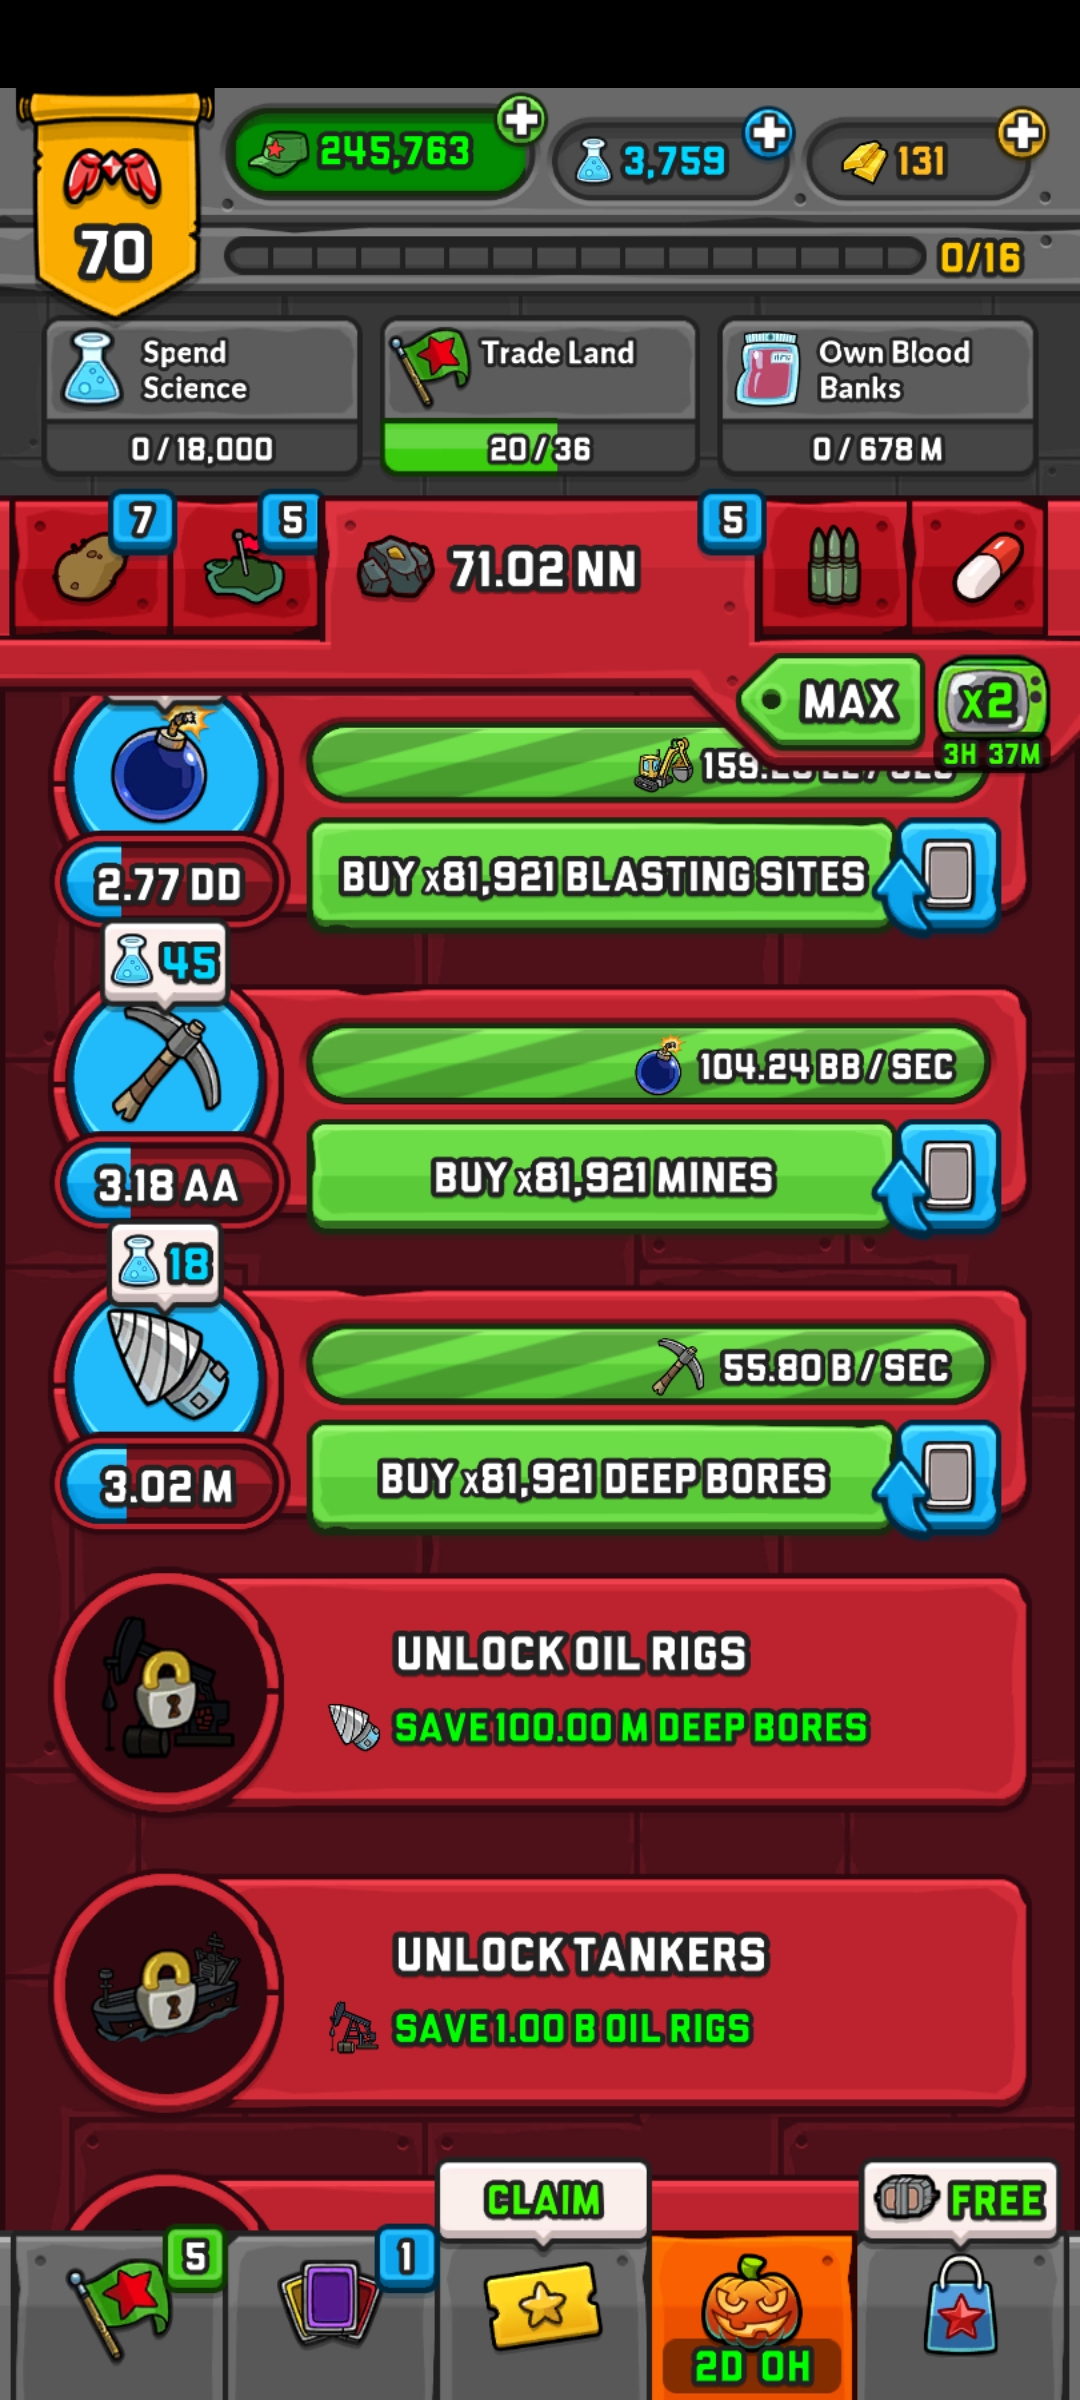 245,763
3,759
131
70
0/16
Spend
Science
0 / 18,000
Trade Land
20 / 36
Own Blood
Banks
0 / 678 M
7
5
71.02 NN
5
MAX
x2
3H 37M
BUY x81,921 BLASTING SITES
2.77 DD
45
104.24 BB / SEC
BUY x81,921 MINES
3.18 AA
18
55.80 B / SEC
BUY x81,921 DEEP BORES
3.02 M
UNLOCK OIL RIGS
SAVE 100.00 M DEEP BORES
UNLOCK TANKERS
SAVE 1.00 B OIL RIGS
CLAIM
FREE
5
1
2D 0H